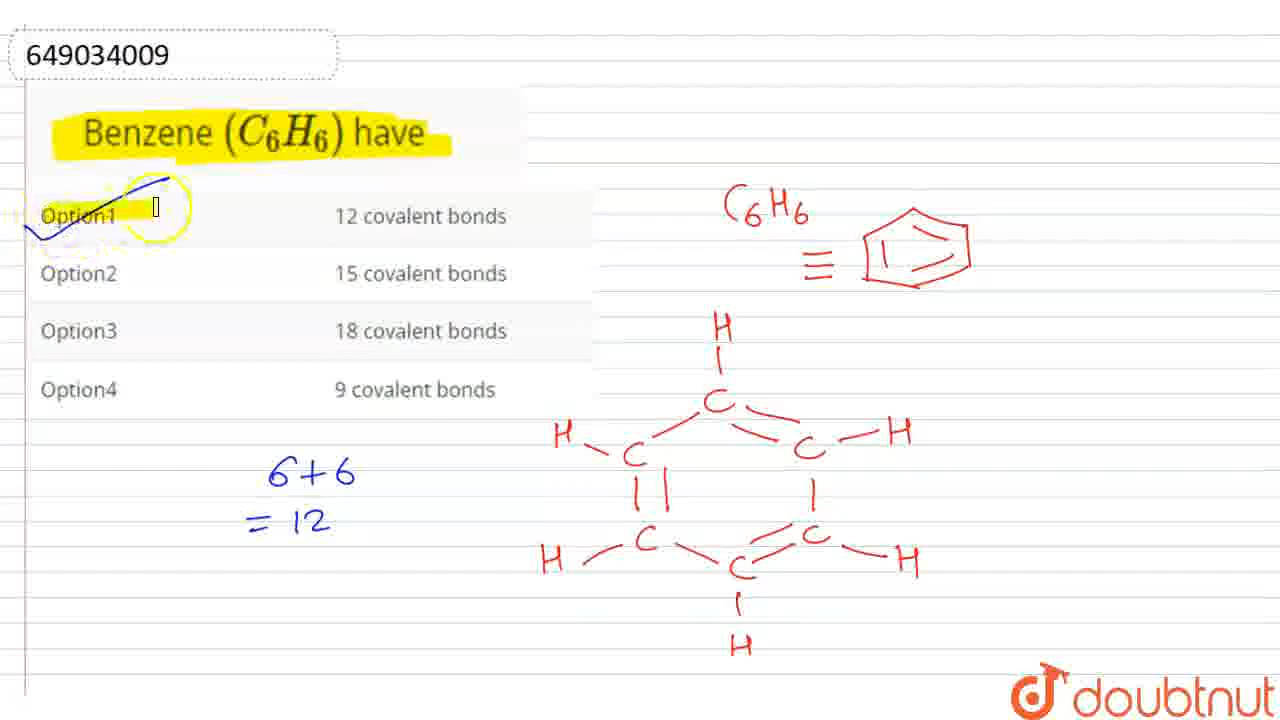 649034009
Benzene (C₆H₆) have
Option1 12 covalent bonds
Option2 15 covalent bonds
Option3 18 covalent bonds
Option4 9 covalent bonds
6+6
= 12
C₆H₆
≡
H
C
H C C H
H C C H
C
H
doubtnut